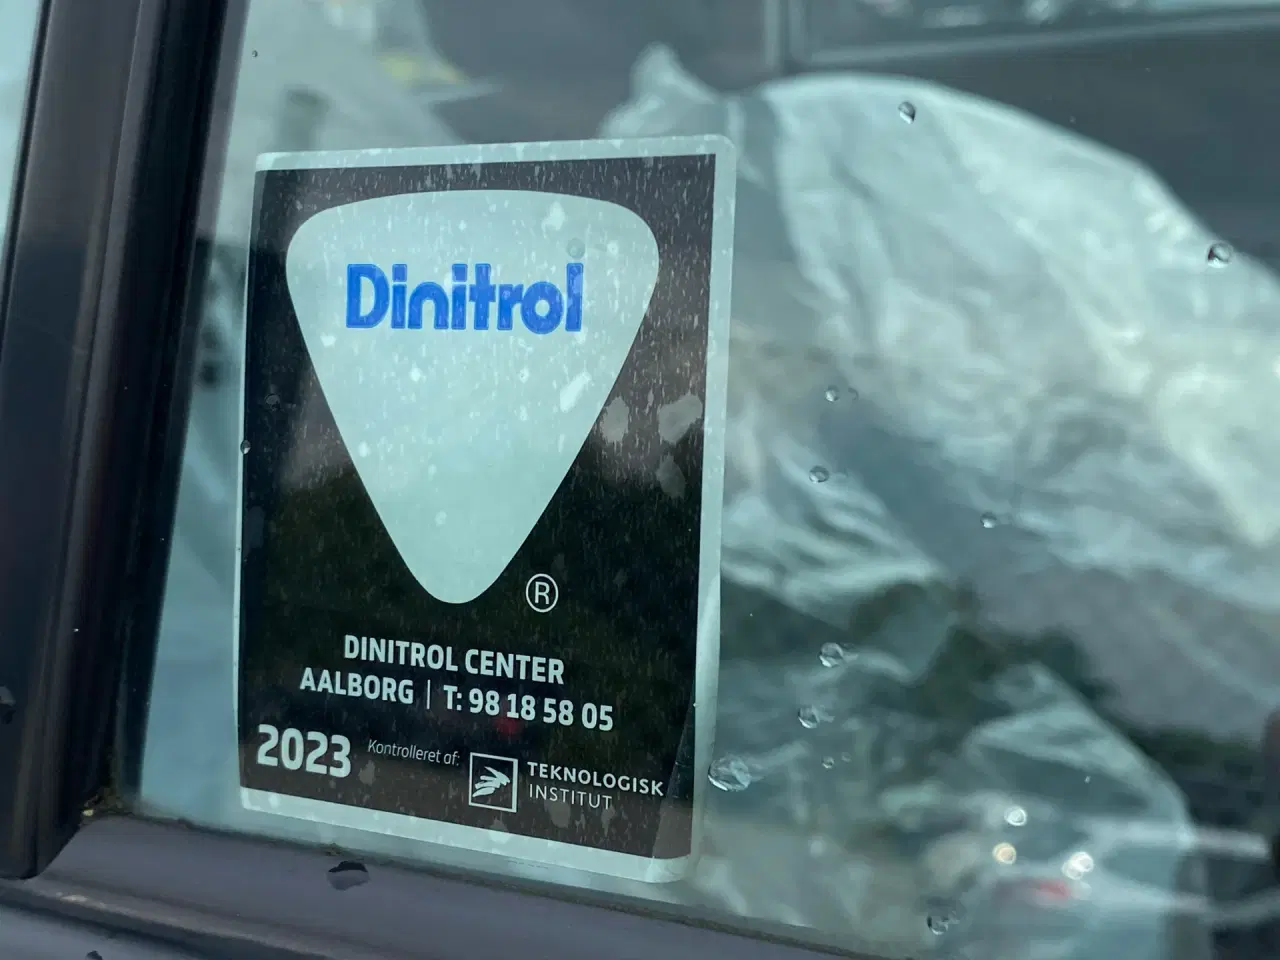 Dinitrol
®
DINITROL CENTER
AALBORG | T: 98 18 58 05
2023 Kontrolleret af: TEKNOLOGISK
INSTITUT